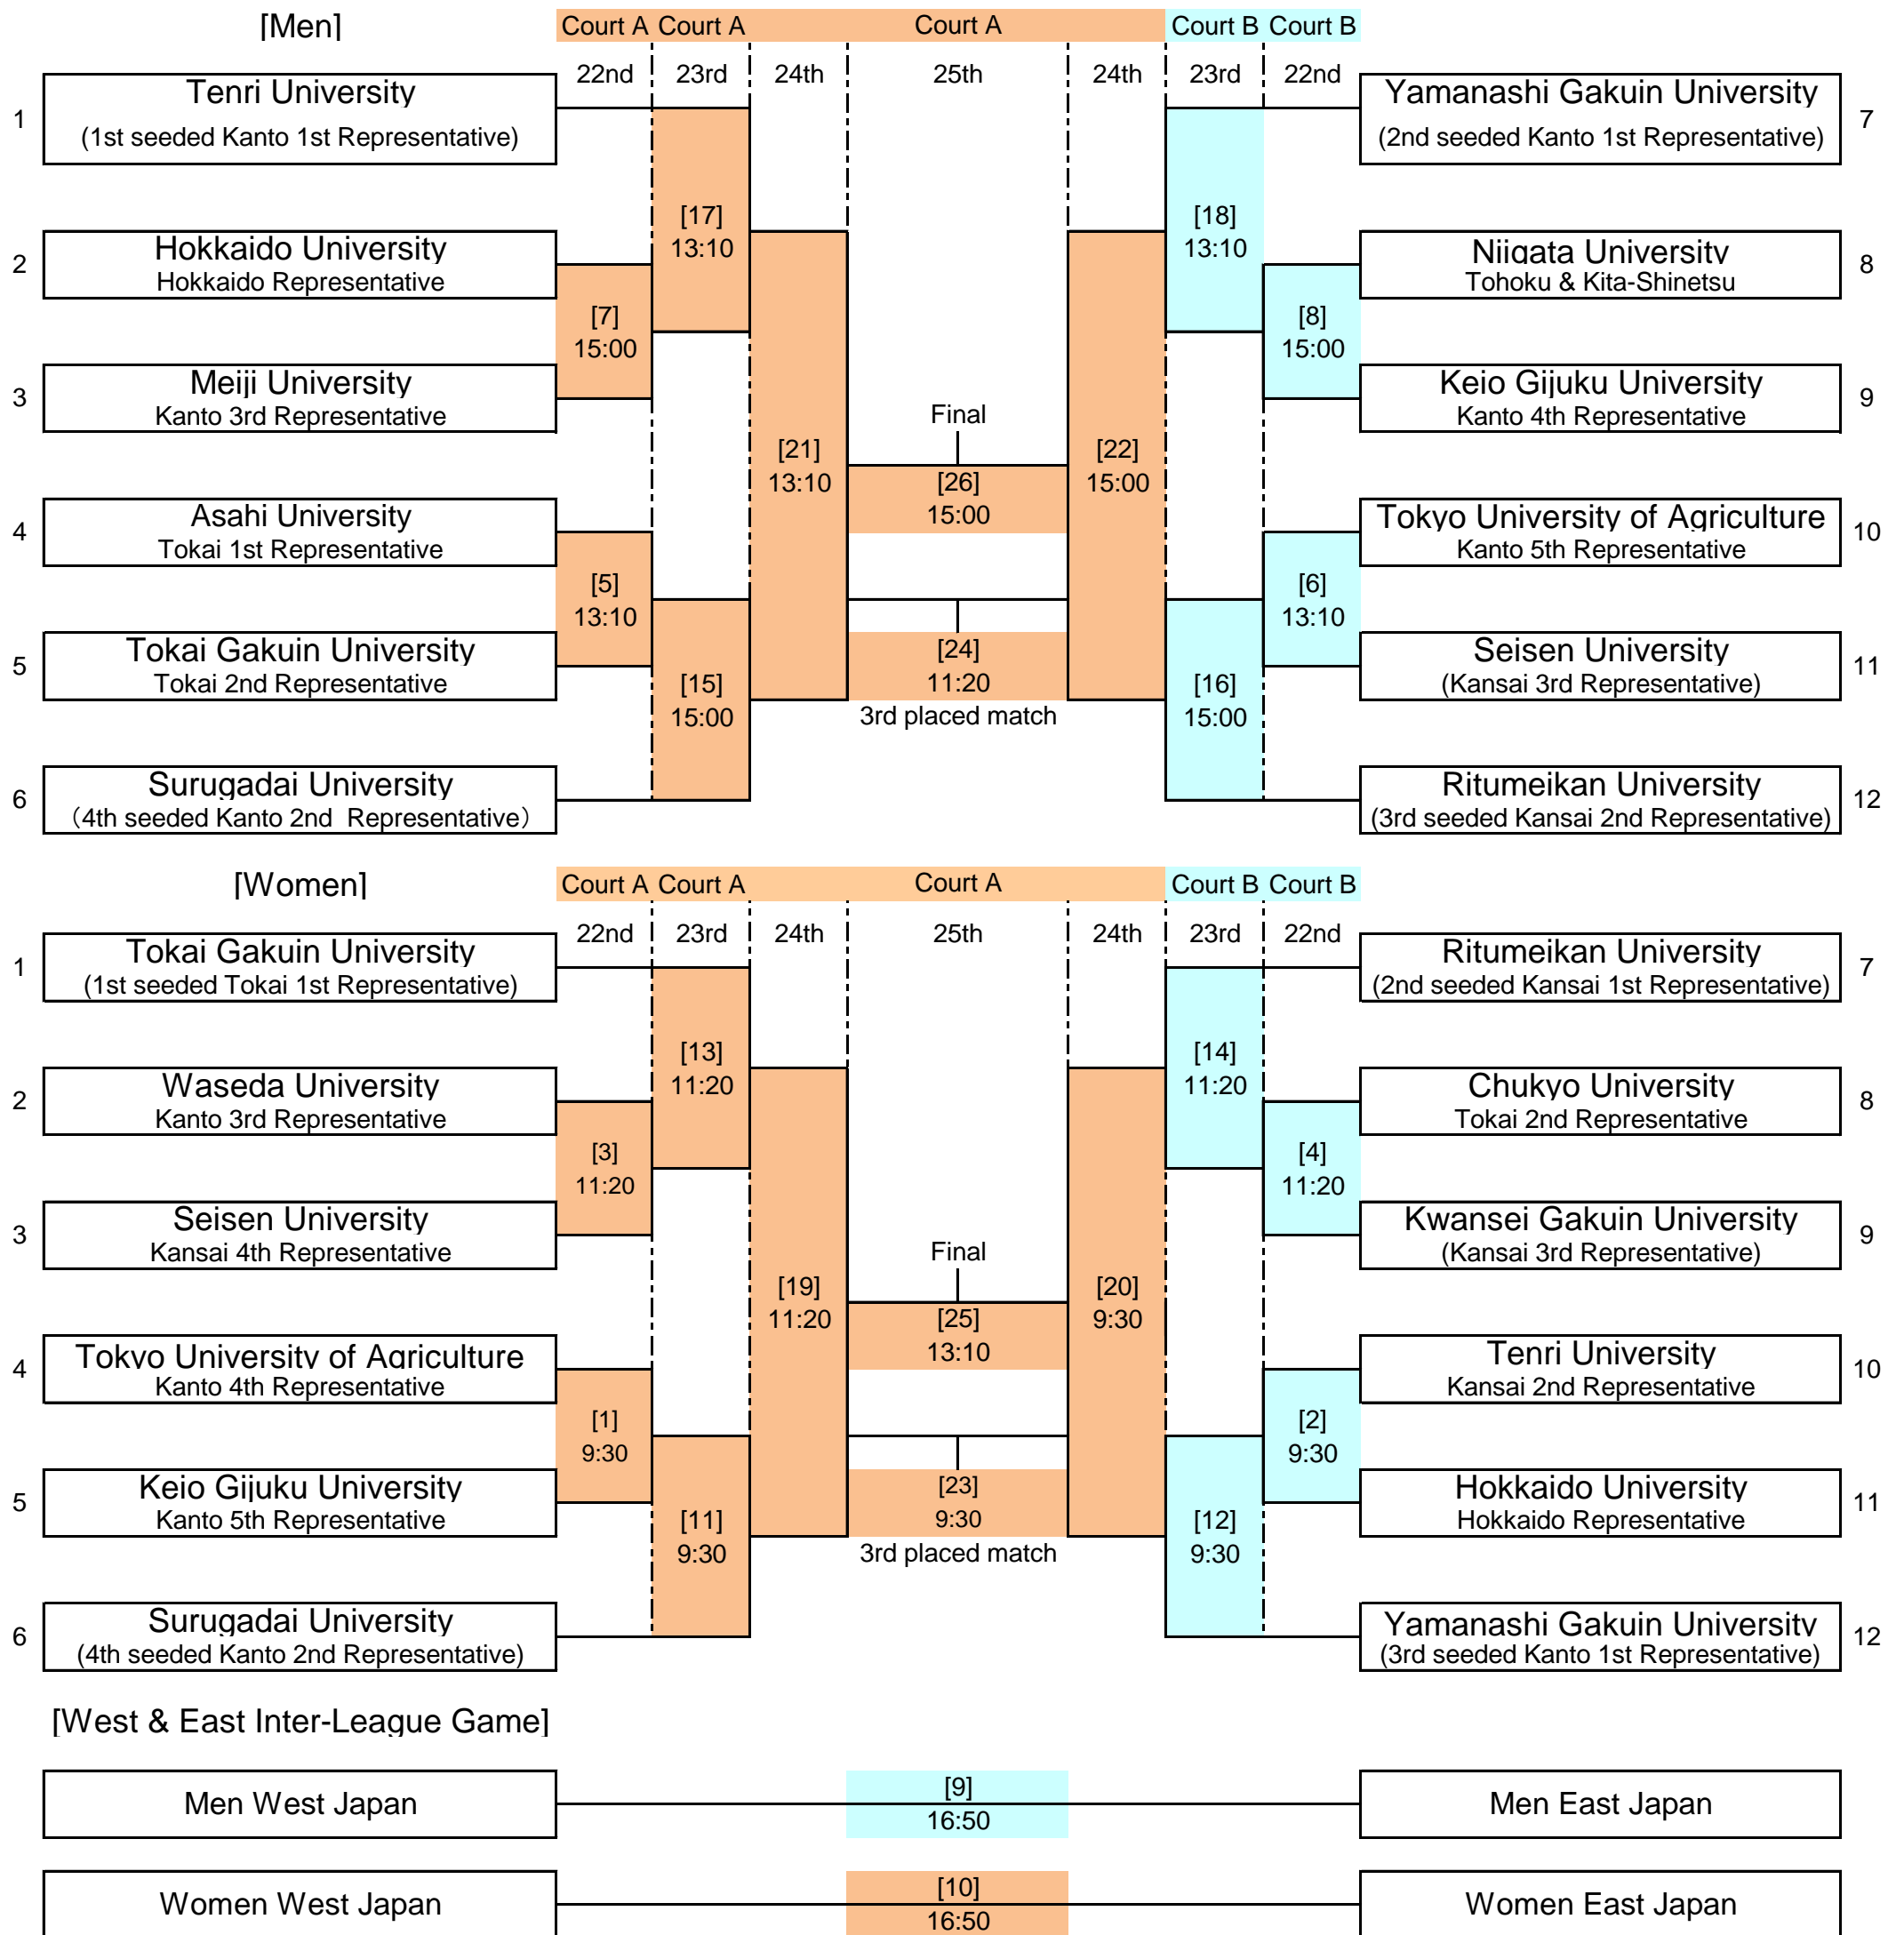 [Men]
Court A Court A Court A Court B Court B
22nd 23rd 24th 25th 24th 23rd 22nd
1
Tenri University
(1st seeded Kanto 1st Representative)
Yamanashi Gakuin University
(2nd seeded Kanto 1st Representative)
7
[17]
13:10
[18]
13:10
2
Hokkaido University
Hokkaido Representative
Niigata University
Tohoku & Kita-Shinetsu
8
[7]
15:00
[8]
15:00
3
Meiji University
Kanto 3rd Representative
Keio Gijuku University
Kanto 4th Representative
9
Final
[21]
13:10
[26]
15:00
[22]
15:00
4
Asahi University
Tokai 1st Representative
Tokyo University of Agriculture
Kanto 5th Representative
10
[5]
13:10
[6]
13:10
5
Tokai Gakuin University
Tokai 2nd Representative
[24]
11:20
3rd placed match
Seisen University
(Kansai 3rd Representative)
11
[15]
15:00
[16]
15:00
6
Surugadai University
（4th seeded Kanto 2nd  Representative）
Ritumeikan University
(3rd seeded Kansai 2nd Representative)
12
[Women]
Court A Court A Court A Court B Court B
22nd 23rd 24th 25th 24th 23rd 22nd
1
Tokai Gakuin University
(1st seeded Tokai 1st Representative)
Ritumeikan University
(2nd seeded Kansai 1st Representative)
7
[13]
11:20
[14]
11:20
2
Waseda University
Kanto 3rd Representative
Chukyo University
Tokai 2nd Representative
8
[3]
11:20
[4]
11:20
3
Seisen University
Kansai 4th Representative
Kwansei Gakuin University
(Kansai 3rd Representative)
9
Final
[19]
11:20
[25]
13:10
[20]
9:30
4
Tokyo University of Agriculture
Kanto 4th Representative
Tenri University
Kansai 2nd Representative
10
[1]
9:30
[2]
9:30
5
Keio Gijuku University
Kanto 5th Representative
[23]
9:30
3rd placed match
Hokkaido University
Hokkaido Representative
11
[11]
9:30
[12]
9:30
6
Surugadai University
(4th seeded Kanto 2nd Representative)
Yamanashi Gakuin University
(3rd seeded Kanto 1st Representative)
12
[West & East Inter-League Game]
Men West Japan
[9]
16:50
Men East Japan
Women West Japan
[10]
16:50
Women East Japan